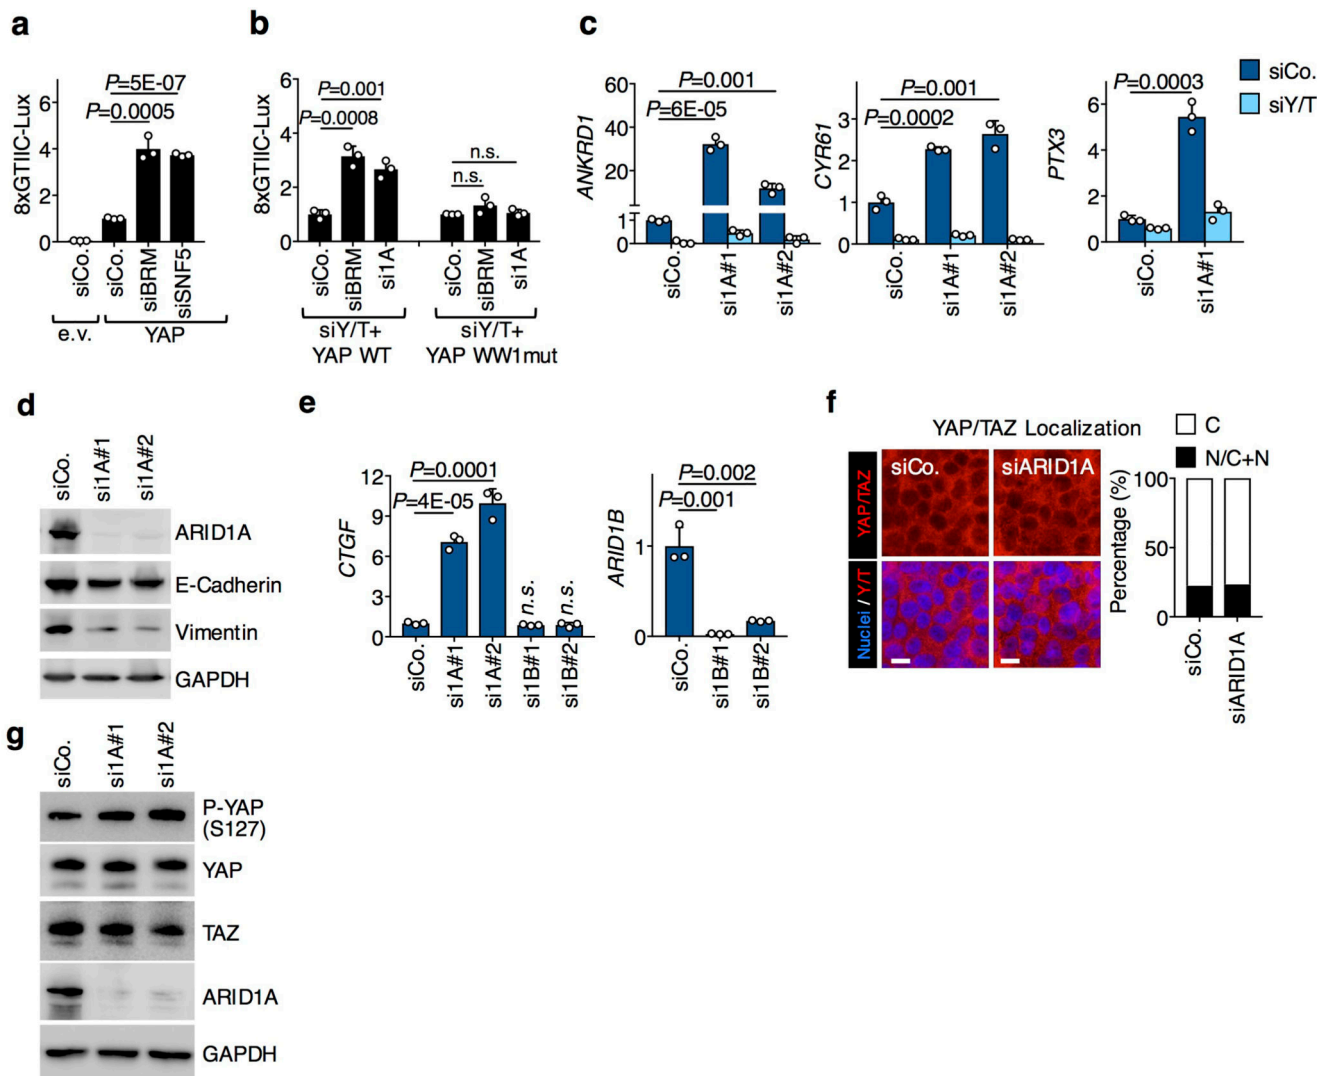 a
8xGTIIC-Lux
6
4
2
0
P=5E-07
P=0.0005
siCo.
siCo.
siBRM
siSNF5
e.v.
YAP
b
8xGTIIC-Lux
6
4
2
0
P=0.001
P=0.0008
n.s.
n.s.
siCo.
siBRM
si1A
siCo.
siBRM
si1A
siY/T+
YAP WT
siY/T+
YAP WW1mut
c
ANKRD1
60
40
20
1
0
P=0.001
P=6E-05
siCo.
si1A#1
si1A#2
CYR61
3
2
1
0
P=0.001
P=0.0002
siCo.
si1A#1
si1A#2
PTX3
6
4
2
0
P=0.0003
siCo.
si1A#1
siCo.
siY/T
d
siCo.
si1A#1
si1A#2
ARID1A
E-Cadherin
Vimentin
GAPDH
e
CTGF
12
9
6
3
0
P=0.0001
P=4E-05
n.s.
n.s.
siCo.
si1A#1
si1A#2
si1B#1
si1B#2
ARID1B
1
0
P=0.002
P=0.001
siCo.
si1B#1
si1B#2
f
YAP/TAZ Localization
YAP/TAZ
Nuclei / Y/T
siCo.
siARID1A
C
N/C+N
Percentage (%)
100
50
0
siCo.
siARID1A
g
siCo.
si1A#1
si1A#2
P-YAP
(S127)
YAP
TAZ
ARID1A
GAPDH